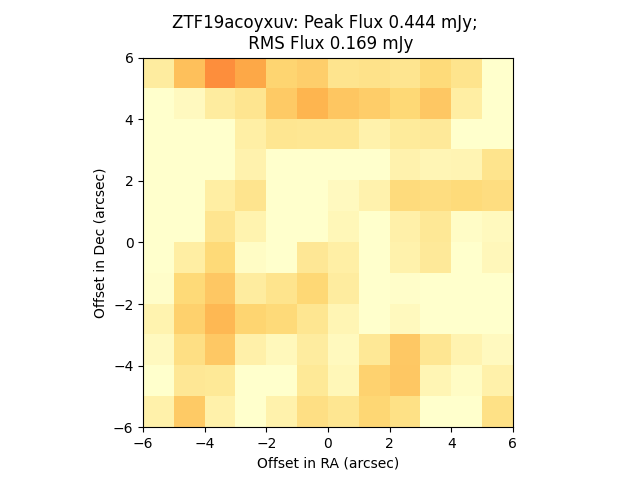 ZTF19acoyxuv: Peak Flux 0.444 mJy;
RMS Flux 0.169 mJy
6
4
2
0
−2
−4
−6
Offset in Dec (arcsec)
−6 −4 −2 0 2 4 6
Offset in RA (arcsec)